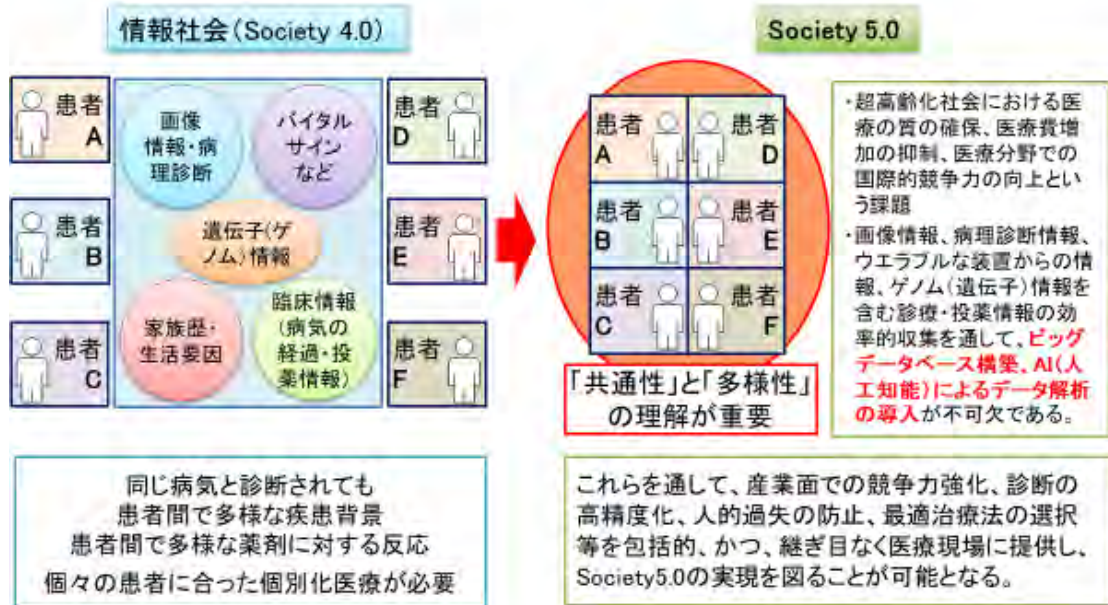 情報社会(Society 4.0)
患者
A
患者
B
患者
C
画像
情報・病
理診断
バイタル
サイン
など
遺伝子(ゲ
ノム)情報
家族歴・
生活要因
臨床情報
(病気の
経過・投
薬情報)
患者
D
患者
E
患者
F
同じ病気と診断されても
患者間で多様な疾患背景
患者間で多様な薬剤に対する反応
個々の患者に合った個別化医療が必要
Society 5.0
患者
A
患者
D
患者
B
患者
E
患者
C
患者
F
「共通性」と「多様性」
の理解が重要
・超高齢化社会における医
療の質の確保、医療費増
加の抑制、医療分野での
国際的競争力の向上とい
う課題
・画像情報、病理診断情報、
ウエラブルな装置からの情
報、ゲノム(遺伝子)情報を
含む診療・投薬情報の効
率的収集を通して、ビッグ
データベース構築、AI(人
工知能)によるデータ解析
の導入が不可欠である。
これらを通して、産業面での競争力強化、診断の
高精度化、人的過失の防止、最適治療法の選択
等を包括的、かつ、継ぎ目なく医療現場に提供し、
Society5.0の実現を図ることが可能となる。